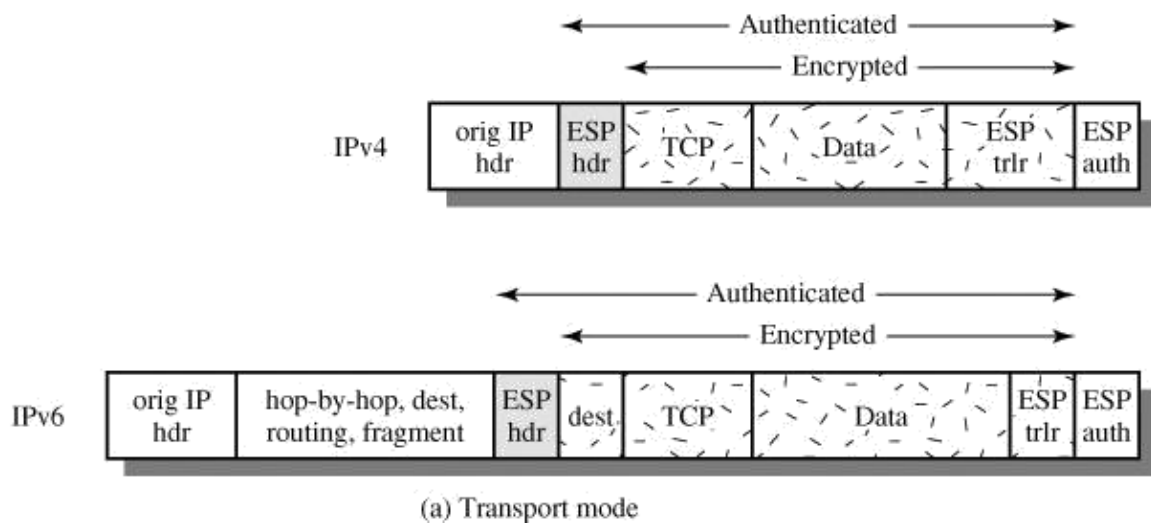 Authenticated
Encrypted
IPv4
orig IP
hdr
ESP
hdr
TCP
Data
ESP
trlr
ESP
auth
Authenticated
Encrypted
IPv6
orig IP
hdr
hop-by-hop, dest,
routing, fragment
ESP
hdr
dest
TCP
Data
ESP
trlr
ESP
auth
(a) Transport mode